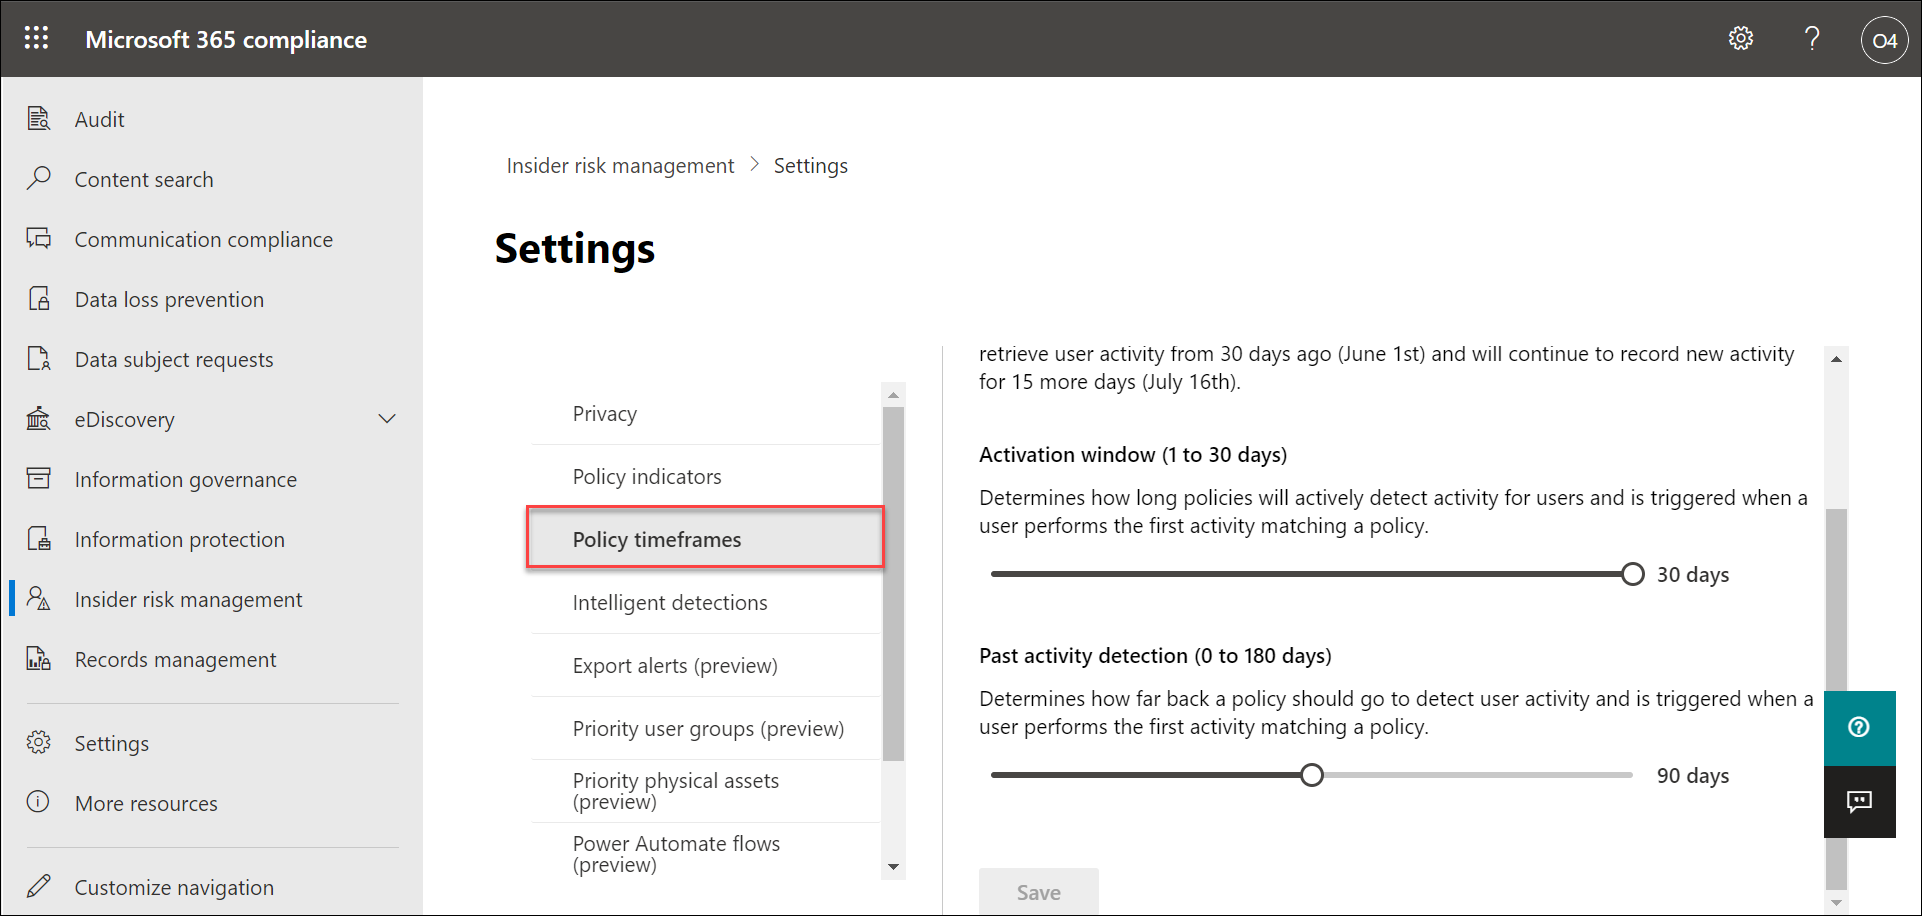 Microsoft 365 compliance
?
O4
Audit
Content search
Communication compliance
Data loss prevention
Data subject requests
eDiscovery
Information governance
Information protection
Insider risk management
Records management
Settings
More resources
Customize navigation
Insider risk management > Settings
Settings
Privacy
Policy indicators
Policy timeframes
Intelligent detections
Export alerts (preview)
Priority user groups (preview)
Priority physical assets
(preview)
Power Automate flows
(preview)
retrieve user activity from 30 days ago (June 1st) and will continue to record new activity
for 15 more days (July 16th).
Activation window (1 to 30 days)
Determines how long policies will actively detect activity for users and is triggered when a
user performs the first activity matching a policy.
30 days
Past activity detection (0 to 180 days)
Determines how far back a policy should go to detect user activity and is triggered when a
user performs the first activity matching a policy.
90 days
Save